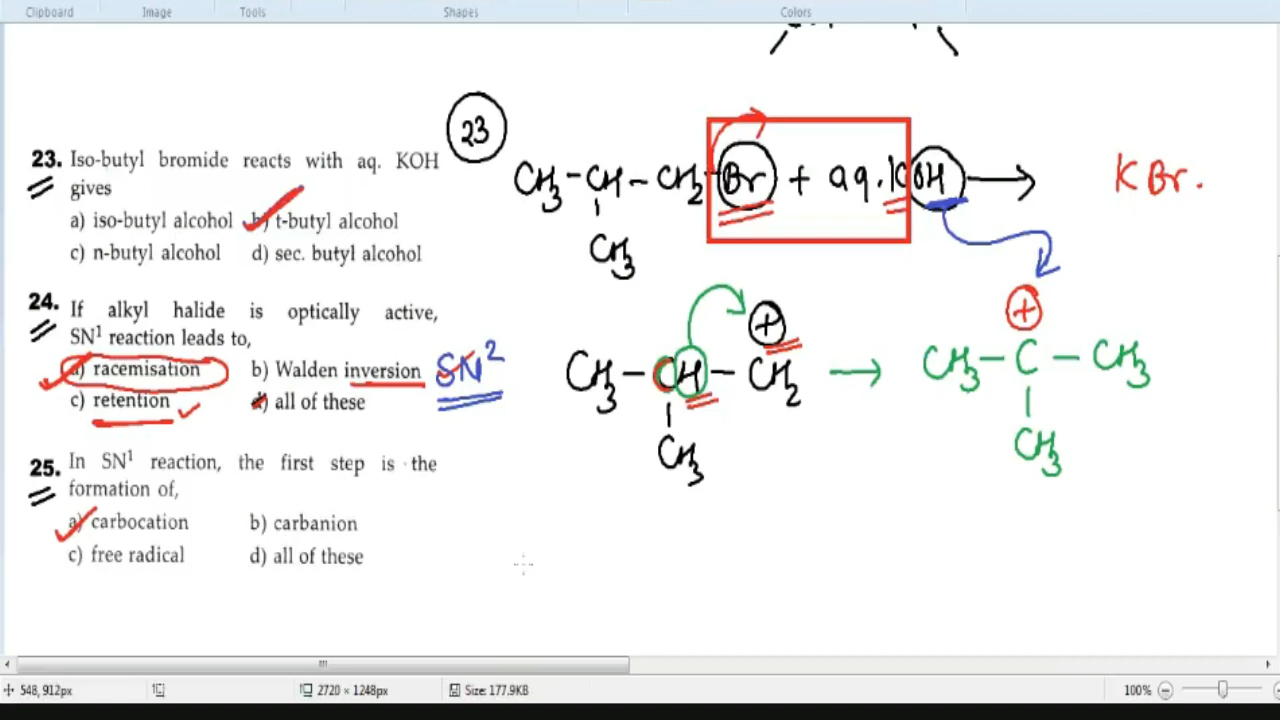 Clipboard Image Tools Shapes Colors
23. Iso-butyl bromide reacts with aq. KOH
gives
a) iso-butyl alcohol b) t-butyl alcohol
c) n-butyl alcohol d) sec. butyl alcohol
24. If alkyl halide is optically active,
SN¹ reaction leads to,
a) racemisation b) Walden inversion SN²
c) retention d) all of these
25. In SN¹ reaction, the first step is the
formation of,
a) carbocation b) carbanion
c) free radical d) all of these
23
CH₃-CH-CH₂-Br + aq.KOH → KBr.
CH₃
CH₃-CH-CH₂ → CH₃-C-CH₃
+ +
CH₃ CH₃
548, 912px 2720 × 1248px Size: 177.9KB 100%